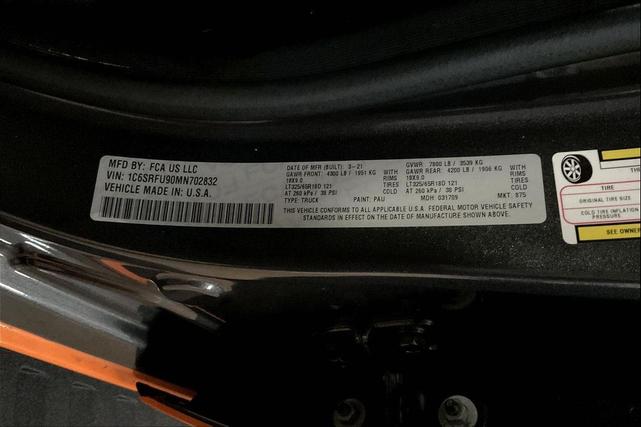 MFD BY: FCA US LLC
VIN: 1C6SRFU90MN702832
VEHICLE MADE IN: U.S.A.
DATE OF MFR (BUILT): 3-21
GVWR: 7800 LB / 3539 KG
GAWR FRONT: 4300 LB / 1951 KG WITH
GAWR REAR: 4200 LB / 1906 KG WITH
18X9.0 RIMS
18X9.0 RIMS
LT325/65R18D 121 COLD
LT325/65R18D 121 COLD
AT 260 kPa / 38 PSI
AT 260 kPa / 38 PSI
TYPE: TRUCK PAINT: PAU MDH: 031709 MKT: 875
THIS VEHICLE CONFORMS TO ALL APPLICABLE U.S.A. FEDERAL MOTOR VEHICLE SAFETY
STANDARDS IN EFFECT ON THE DATE OF MANUFACTURE SHOWN ABOVE.
TIRE
ORIGINAL TIRE SIZE
COLD TIRE INFLATION
PRESSURE
SEE OWNER